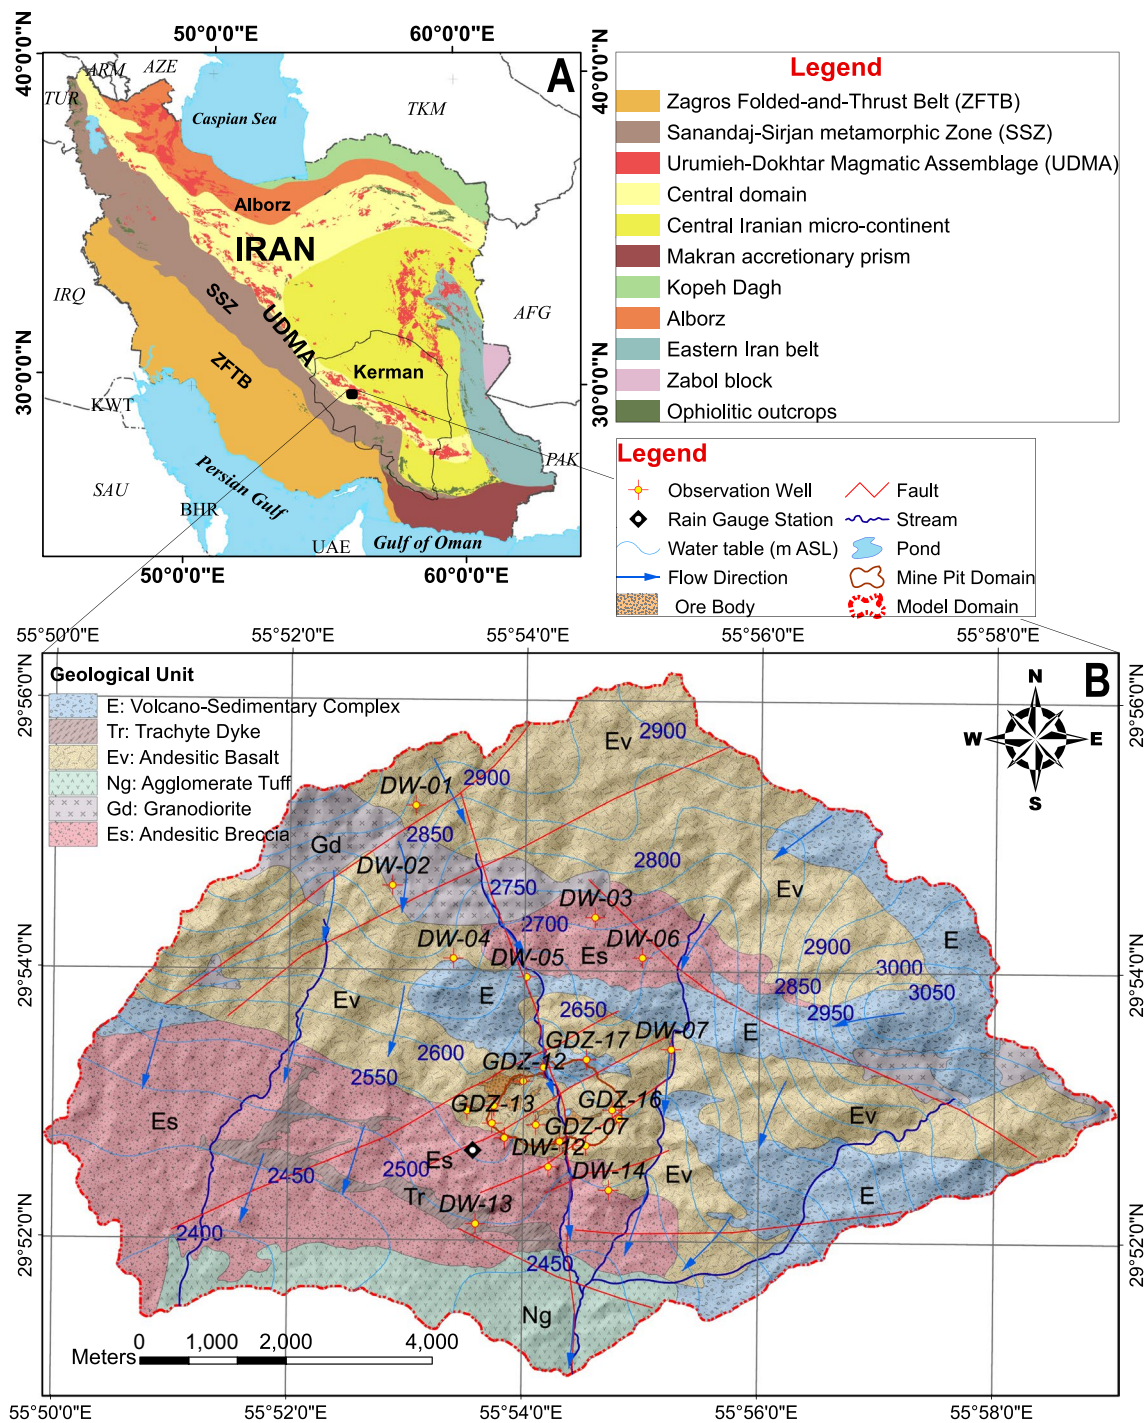 50°0'0"E
60°0'0"E
40°0'0"N
30°0'0"N
40°0'0"N
30°0'0"N
50°0'0"E
60°0'0"E
A
ARM
AZE
TUR
Caspian Sea
TKM
Alborz
IRAN
IRQ
SSZ
UDMA
AFG
ZFTB
Kerman
KWT
PAK
SAU
Persian Gulf
BHR
UAE
Gulf of Oman
Legend
Zagros Folded-and-Thrust Belt (ZFTB)
Sanandaj-Sirjan metamorphic Zone (SSZ)
Urumieh-Dokhtar Magmatic Assemblage (UDMA)
Central domain
Central Iranian micro-continent
Makran accretionary prism
Kopeh Dagh
Alborz
Eastern Iran belt
Zabol block
Ophiolitic outcrops
Legend
Observation Well
Fault
Rain Gauge Station
Stream
Water table (m ASL)
Pond
Flow Direction
Mine Pit Domain
Ore Body
Model Domain
55°50'0"E
55°52'0"E
55°54'0"E
55°56'0"E
55°58'0"E
29°56'0"N
29°54'0"N
29°52'0"N
29°56'0"N
29°54'0"N
29°52'0"N
B
Geological Unit
E: Volcano-Sedimentary Complex
Tr: Trachyte Dyke
Ev: Andesitic Basalt
Ng: Agglomerate Tuff
Gd: Granodiorite
Es: Andesitic Breccia
N
W
E
S
2900
Ev
2900
DW-01
2850
Gd
DW-02
2800
2750
Ev
DW-03
2700
DW-04
DW-06
2900
E
DW-05
Es
3000
2850
3050
Ev
E
2650
2950
E
DW-07
2600
GDZ-17
GDZ-12
2550
GDZ-13
GDZ-16
Es
GDZ-07
Ev
DW-12
2500
Es
2450
DW-14
Ev
E
Tr
DW-13
2400
2450
Ng
0
1,000
2,000
4,000
Meters
55°50'0"E
55°52'0"E
55°54'0"E
55°56'0"E
55°58'0"E